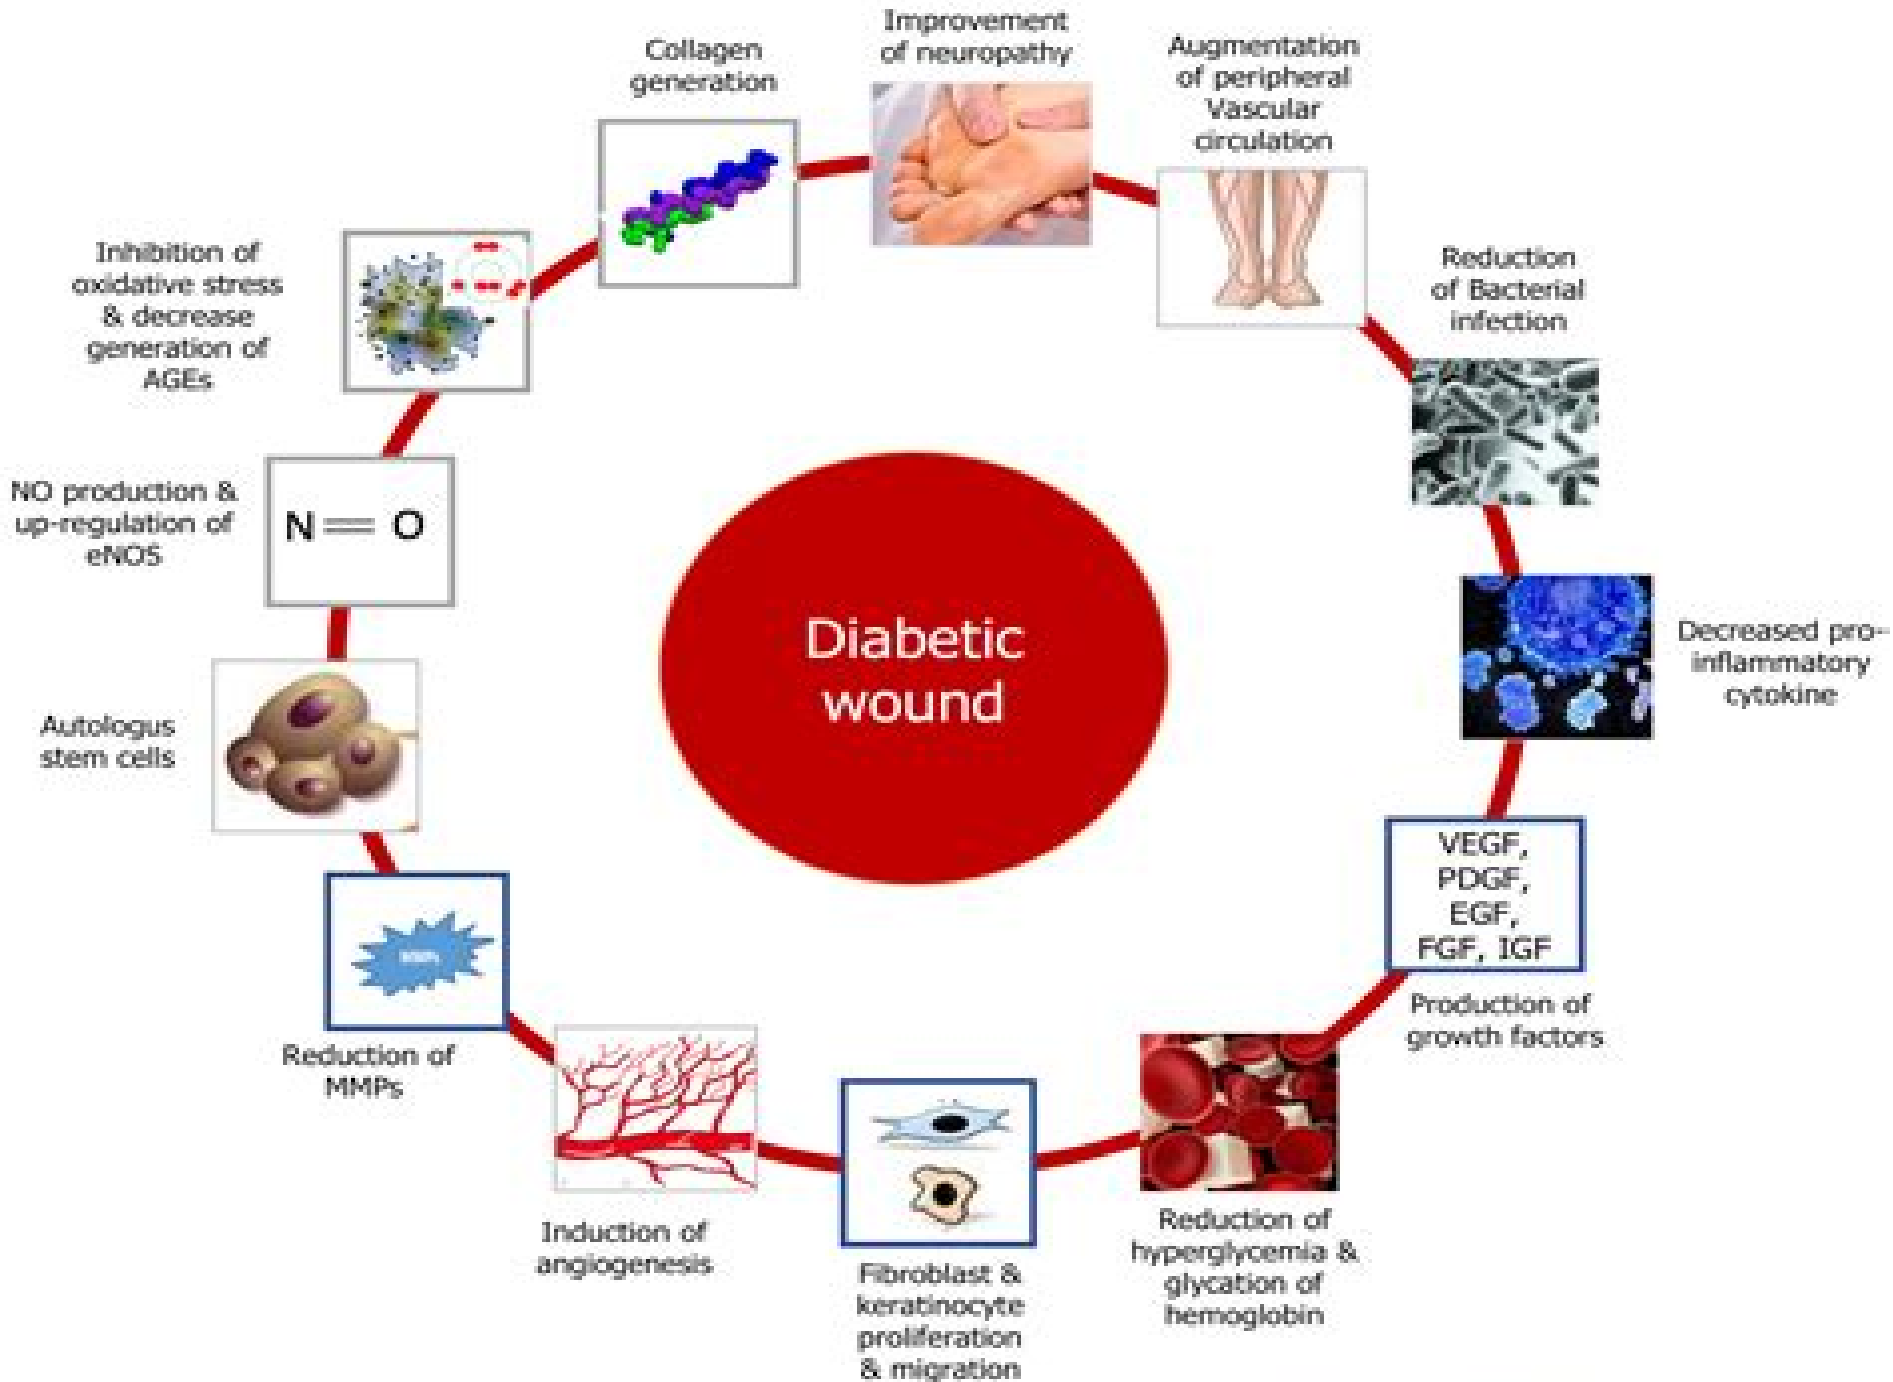 Improvement
of neuropathy
Collagen
generation
Augmentation
of peripheral
Vascular
circulation
Inhibition of
oxidative stress
& decrease
generation of
AGEs
Reduction
of Bacterial
infection
NO production &
up-regulation of
eNOS
N = O
Diabetic
wound
Decreased pro-
inflammatory
cytokine
Autologus
stem cells
VEGF,
PDGF,
EGF,
FGF, IGF
Production of
growth factors
MMPs
Reduction of
MMPs
Induction of
angiogenesis
Fibroblast &
keratinocyte
proliferation
& migration
Reduction of
hyperglycemia &
glycation of
hemoglobin